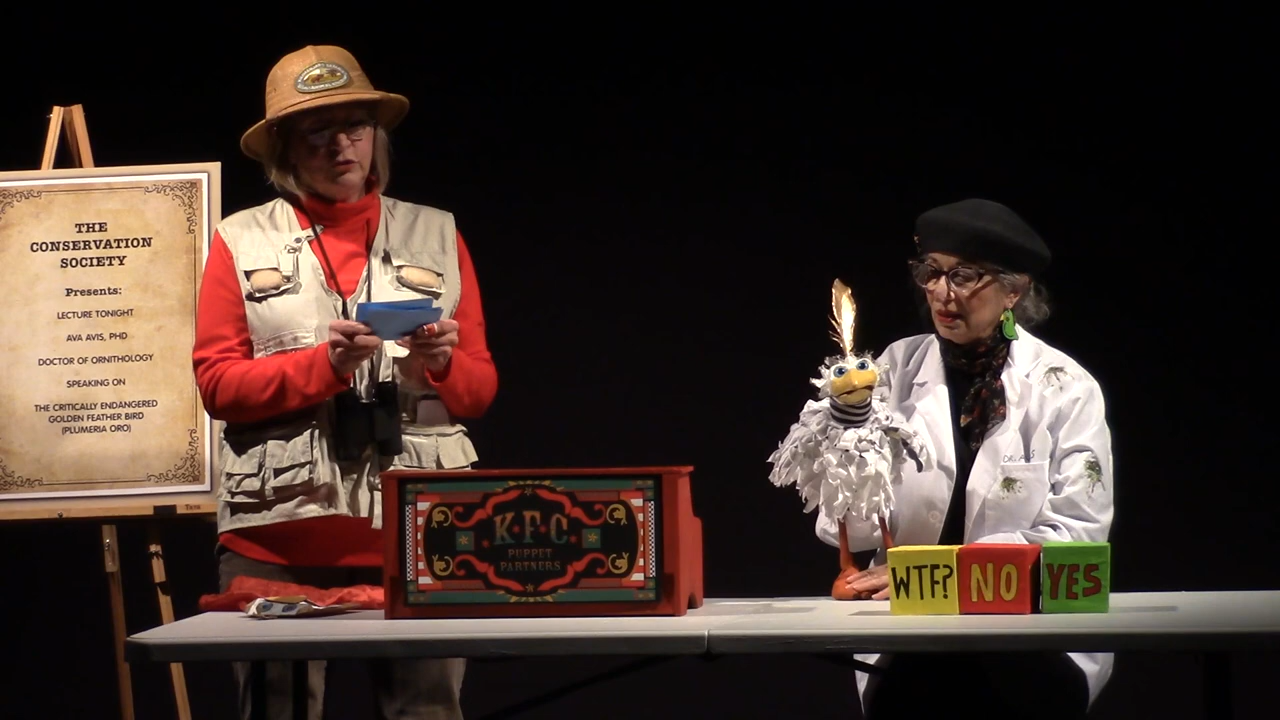 THE
CONSERVATION
SOCIETY
Presents:
LECTURE TONIGHT
AVA AVIS, PHD
DOCTOR OF ORNITHOLOGY
SPEAKING ON
THE CRITICALLY ENDANGERED
GOLDEN FEATHER BIRD
(PLUMERIA ORO)
K·F·C
PUPPET
PARTNERS
WTF?
NO
YES